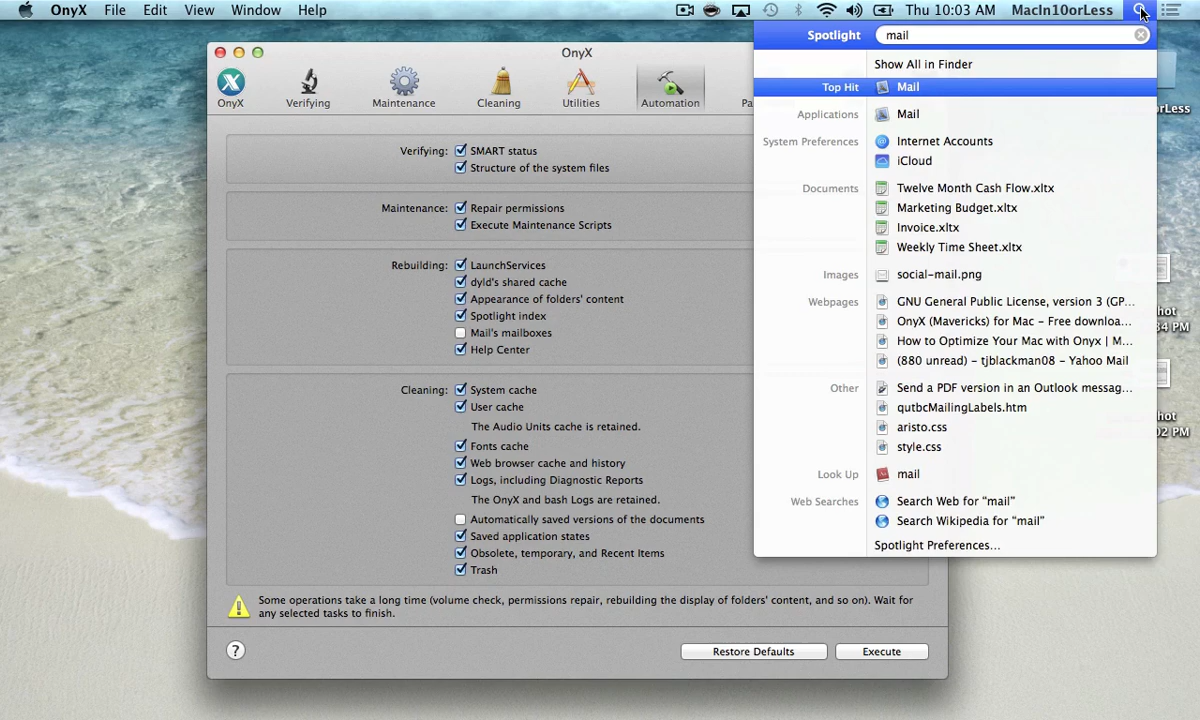 OnyX File Edit View Window Help
Thu 10:03 AM MacIn10orLess
Spotlight mail
Show All in Finder
Top Hit Mail
Applications Mail
System Preferences Internet Accounts
iCloud
Documents Twelve Month Cash Flow.xltx
Marketing Budget.xltx
Invoice.xltx
Weekly Time Sheet.xltx
Images social-mail.png
Webpages GNU General Public License, version 3 (GP...
OnyX (Mavericks) for Mac – Free downloa...
How to Optimize Your Mac with Onyx | M...
(880 unread) – tjblackman08 – Yahoo Mail
Other Send a PDF version in an Outlook messag...
qutbcMailingLabels.htm
aristo.css
style.css
Look Up mail
Web Searches Search Web for “mail”
Search Wikipedia for “mail”
Spotlight Preferences...
OnyX
OnyX Verifying Maintenance Cleaning Utilities Automation Pa
Verifying: SMART status
Structure of the system files
Maintenance: Repair permissions
Execute Maintenance Scripts
Rebuilding: LaunchServices
dyld's shared cache
Appearance of folders' content
Spotlight index
Mail's mailboxes
Help Center
Cleaning: System cache
User cache
The Audio Units cache is retained.
Fonts cache
Web browser cache and history
Logs, including Diagnostic Reports
The OnyX and bash Logs are retained.
Automatically saved versions of the documents
Saved application states
Obsolete, temporary, and Recent Items
Trash
Some operations take a long time (volume check, permissions repair, rebuilding the display of folders' content, and so on). Wait for
any selected tasks to finish.
? Restore Defaults Execute
orLess
hot
34 PM
hot
02 PM